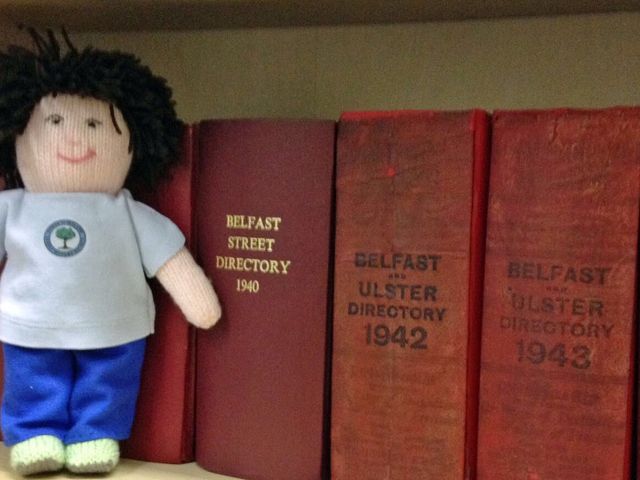 BELFAST
STREET
DIRECTORY
1940
BELFAST
AND
ULSTER
DIRECTORY
1942
BELFAST
AND
ULSTER
DIRECTORY
1943